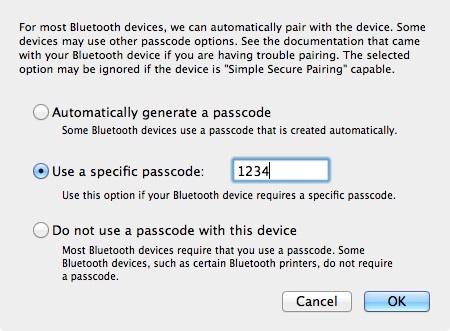 For most Bluetooth devices, we can automatically pair with the device. Some
devices may use other passcode options. See the documentation that came
with your Bluetooth device if you are having trouble pairing. The selected
option may be ignored if the device is "Simple Secure Pairing" capable.
Automatically generate a passcode
Some Bluetooth devices use a passcode that is created automatically.
Use a specific passcode: 1234
Use this option if your Bluetooth device requires a specific passcode.
Do not use a passcode with this device
Most Bluetooth devices require that you use a passcode. Some
Bluetooth devices, such as certain Bluetooth printers, do not require
a passcode.
Cancel OK